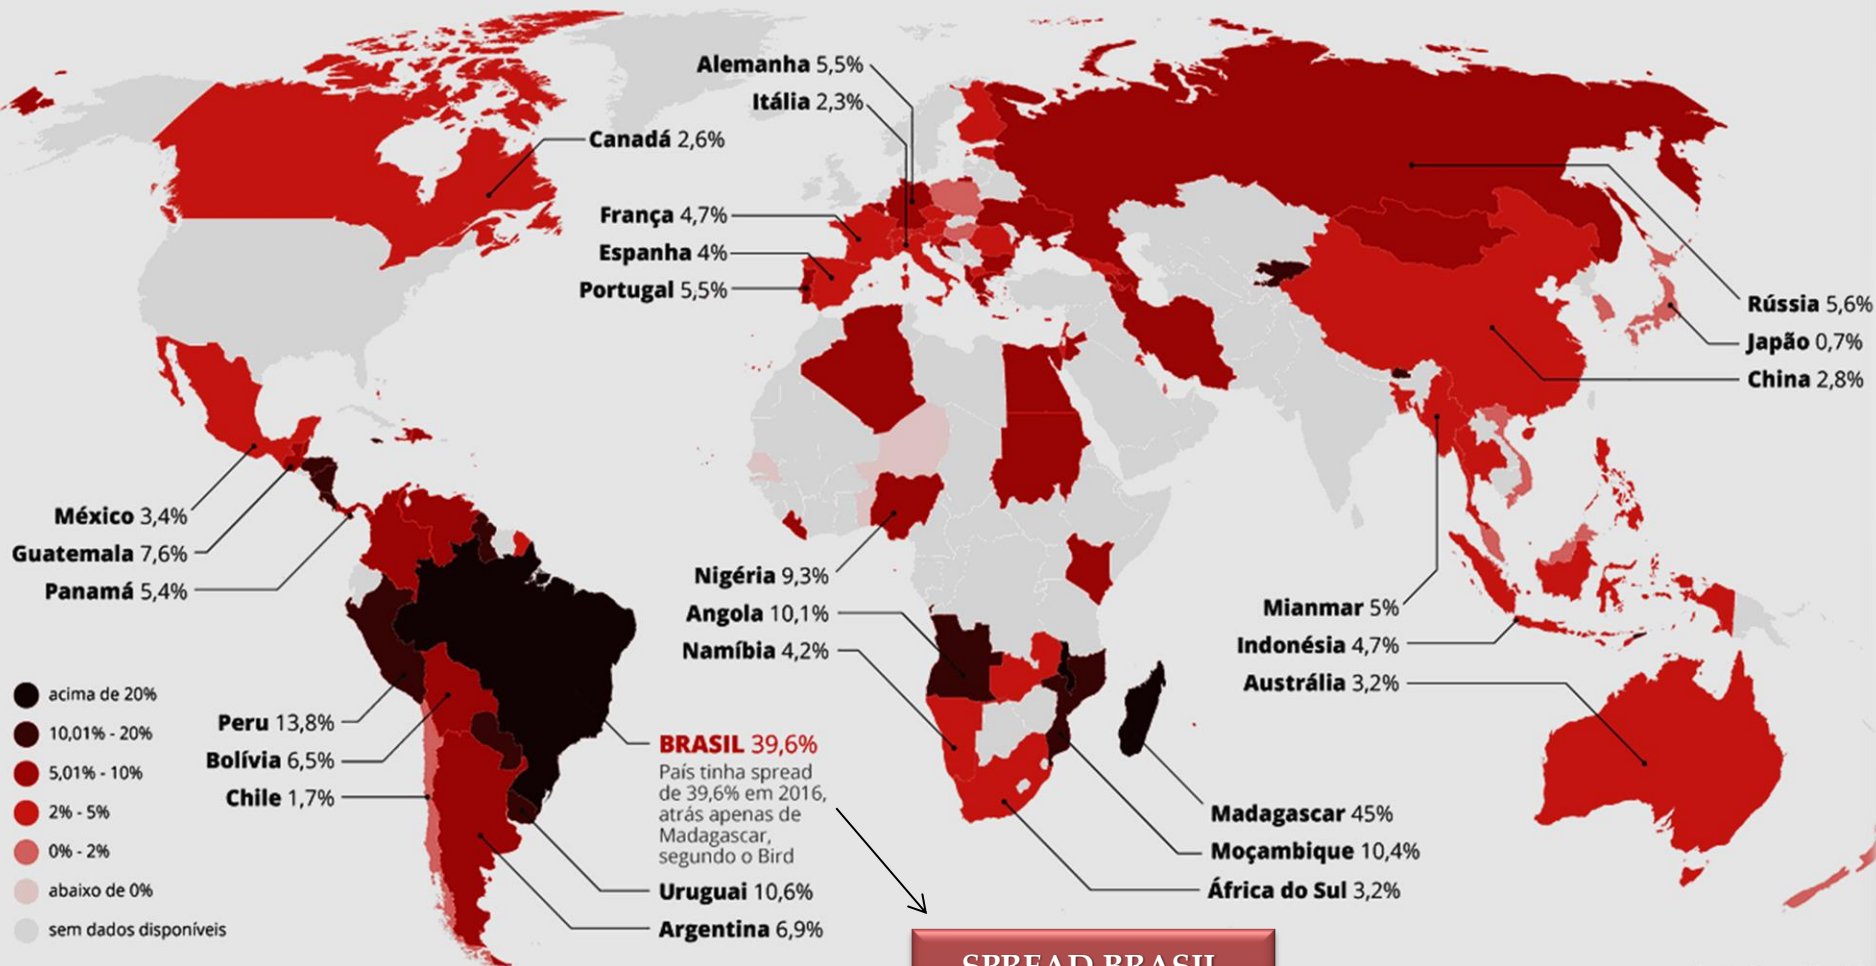 Alemanha 5,5%
Itália 2,3%
Canadá 2,6%
França 4,7%
Espanha 4%
Portugal 5,5%
Rússia 5,6%
Japão 0,7%
China 2,8%
México 3,4%
Guatemala 7,6%
Panamá 5,4%
Nigéria 9,3%
Angola 10,1%
Namíbia 4,2%
Mianmar 5%
Indonésia 4,7%
Austrália 3,2%
acima de 20%
10,01% - 20%
5,01% - 10%
2% - 5%
0% - 2%
abaixo de 0%
sem dados disponíveis
Peru 13,8%
Bolívia 6,5%
Chile 1,7%
BRASIL 39,6%
País tinha spread
de 39,6% em 2016,
atrás apenas de
Madagascar,
segundo o Bird
Uruguai 10,6%
Argentina 6,9%
Madagascar 45%
Moçambique 10,4%
África do Sul 3,2%
SPREAD BRASIL